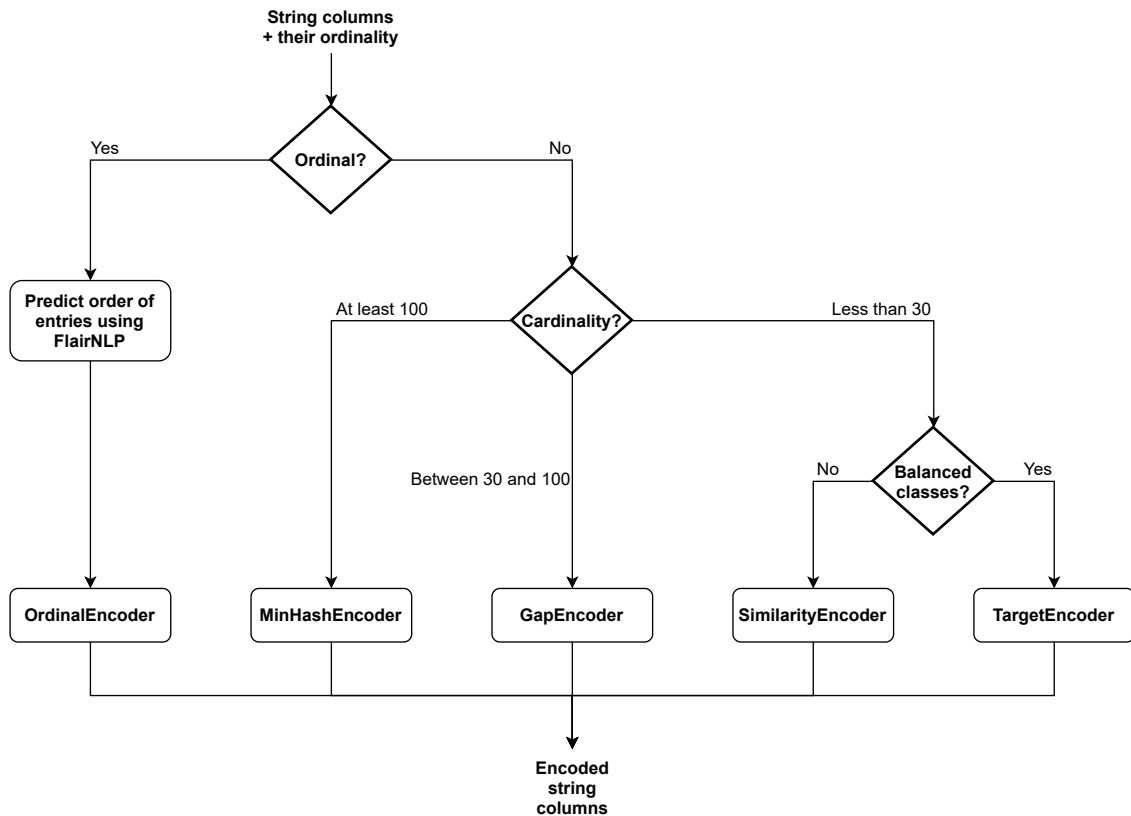 String columns
+ their ordinality
Ordinal?
Yes
No
Predict order of
entries using
FlairNLP
Cardinality?
At least 100
Less than 30
Between 30 and 100
Balanced
classes?
No
Yes
OrdinalEncoder
MinHashEncoder
GapEncoder
SimilarityEncoder
TargetEncoder
Encoded
string
columns